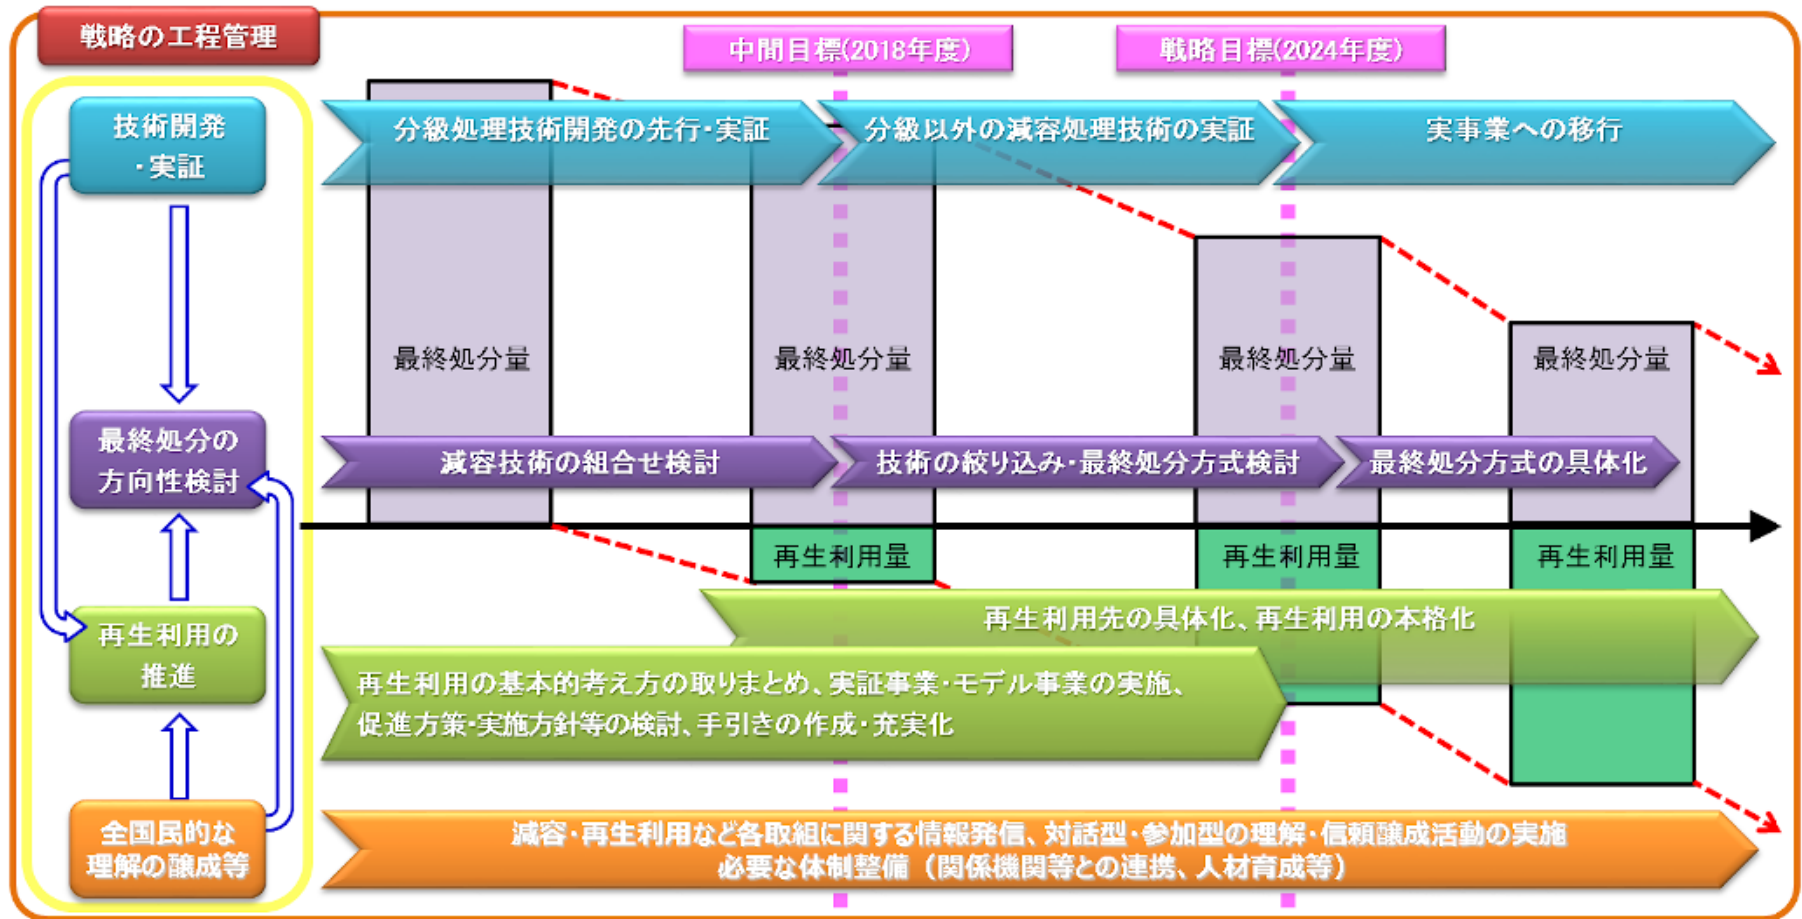 戦略の工程管理
中間目標(2018年度)
戦略目標(2024年度)
技術開発
・実証
分級処理技術開発の先行・実証
分級以外の減容処理技術の実証
実事業への移行
最終処分量
最終処分量
最終処分量
最終処分量
最終処分の
方向性検討
減容技術の組合せ検討
技術の絞り込み・最終処分方式検討
最終処分方式の具体化
再生利用量
再生利用量
再生利用量
再生利用の
推進
再生利用先の具体化、再生利用の本格化
再生利用の基本的考え方の取りまとめ、実証事業・モデル事業の実施、
促進方策・実施方針等の検討、手引きの作成・充実化
全国民的な
理解の醸成等
減容・再生利用など各取組に関する情報発信、対話型・参加型の理解・信頼醸成活動の実施
必要な体制整備（関係機関等との連携、人材育成等）